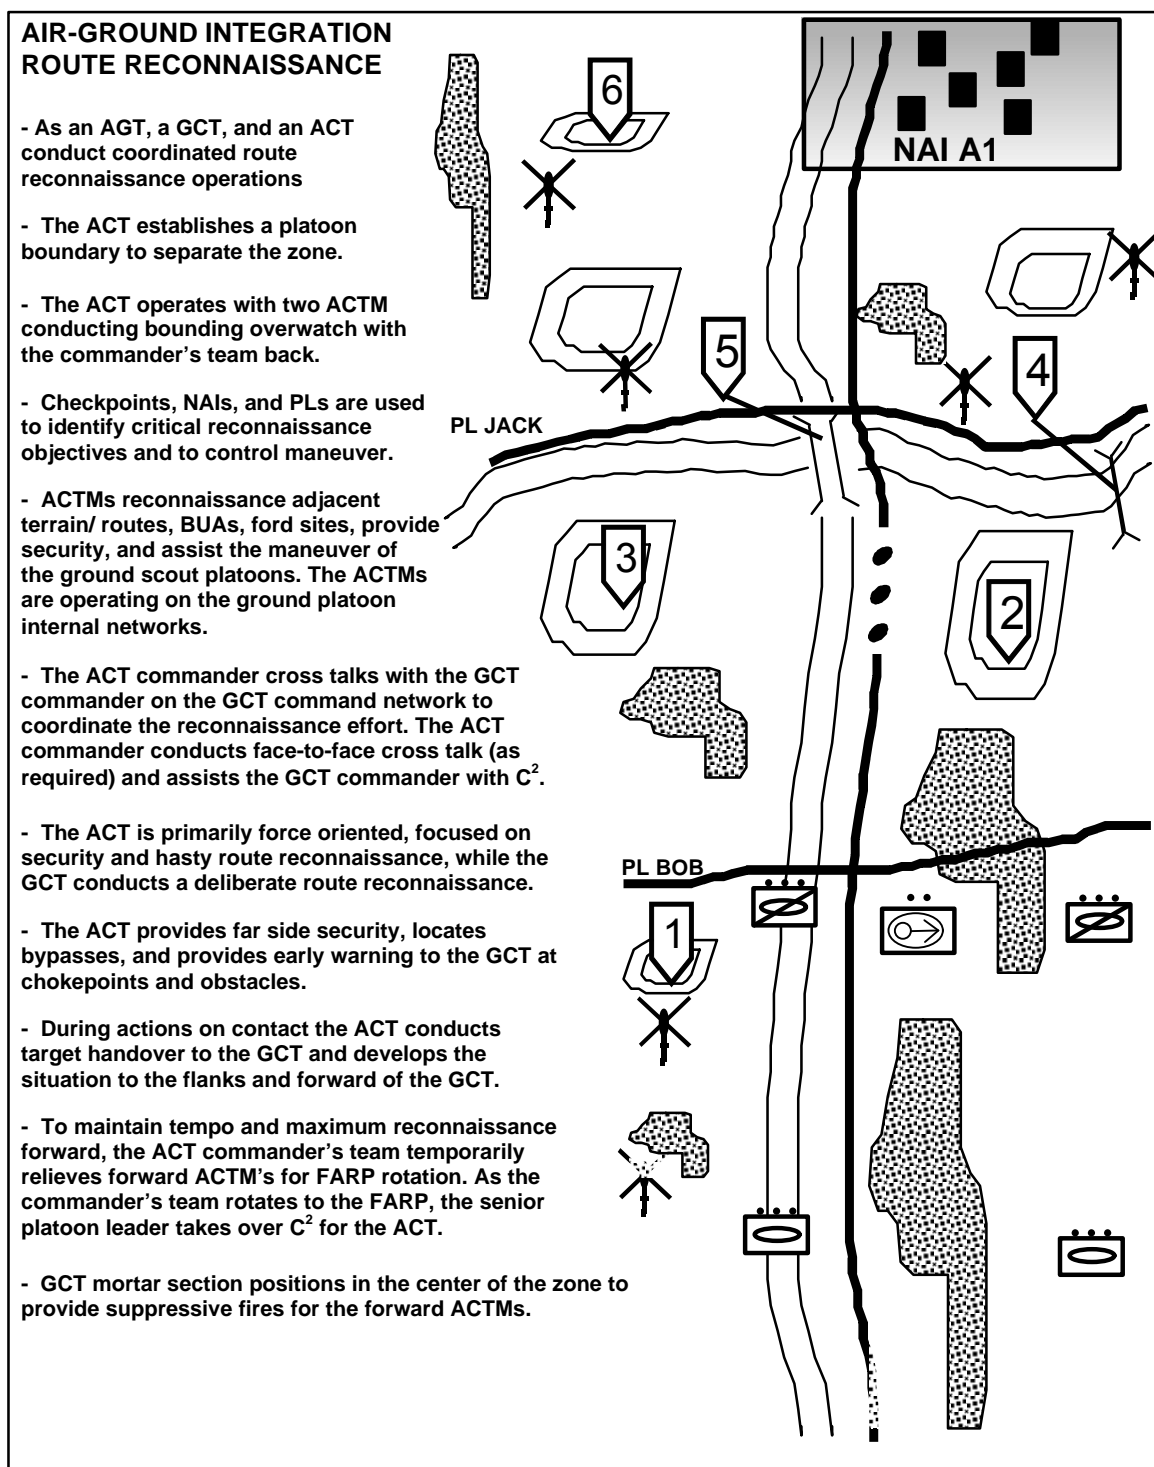 AIR-GROUND INTEGRATION
ROUTE RECONNAISSANCE
- As an AGT, a GCT, and an ACT
conduct coordinated route
reconnaissance operations
- The ACT establishes a platoon
boundary to separate the zone.
- The ACT operates with two ACTM
conducting bounding overwatch with
the commander's team back.
- Checkpoints, NAIs, and PLs are used
to identify critical reconnaissance
objectives and to control maneuver.
- ACTMs reconnaissance adjacent
terrain/ routes, BUAs, ford sites, provide
security, and assist the maneuver of
the ground scout platoons. The ACTMs
are operating on the ground platoon
internal networks.
- The ACT commander cross talks with the GCT
commander on the GCT command network to
coordinate the reconnaissance effort. The ACT
commander conducts face-to-face cross talk (as
required) and assists the GCT commander with C².
- The ACT is primarily force oriented, focused on
security and hasty route reconnaissance, while the
GCT conducts a deliberate route reconnaissance.
- The ACT provides far side security, locates
bypasses, and provides early warning to the GCT at
chokepoints and obstacles.
- During actions on contact the ACT conducts
target handover to the GCT and develops the
situation to the flanks and forward of the GCT.
- To maintain tempo and maximum reconnaissance
forward, the ACT commander's team temporarily
relieves forward ACTM's for FARP rotation. As the
commander's team rotates to the FARP, the senior
platoon leader takes over C² for the ACT.
- GCT mortar section positions in the center of the zone to
provide suppressive fires for the forward ACTMs.
6
NAI A1
5
4
PL JACK
3
2
PL BOB
1